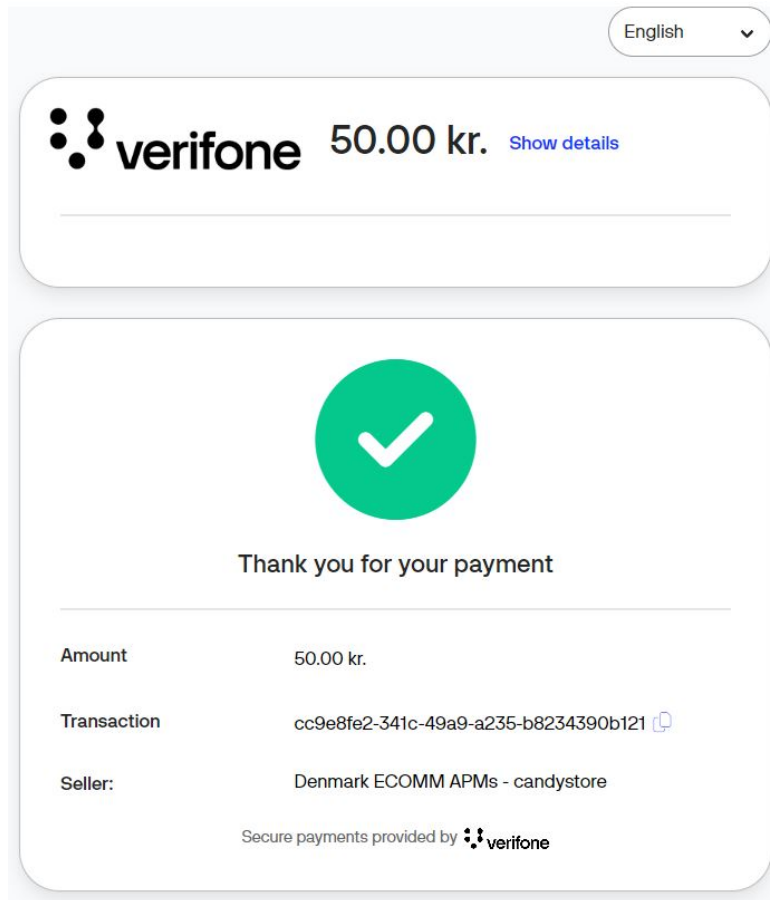 English
verifone 50.00 kr. Show details
Thank you for your payment
Amount 50.00 kr.
Transaction cc9e8fe2-341c-49a9-a235-b8234390b121
Seller: Denmark ECOMM APMs - candystore
Secure payments provided by verifone